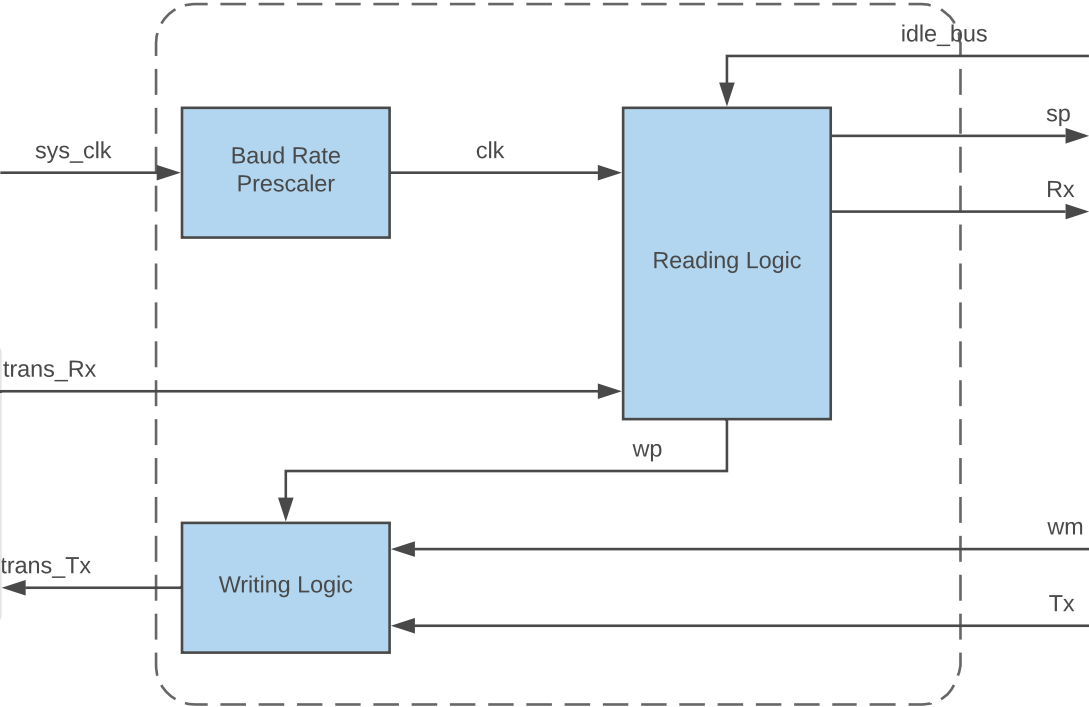 idle_bus
sp
sys_clk
Baud Rate
Prescaler
clk
Rx
Reading Logic
trans_Rx
wp
wm
trans_Tx
Writing Logic
Tx